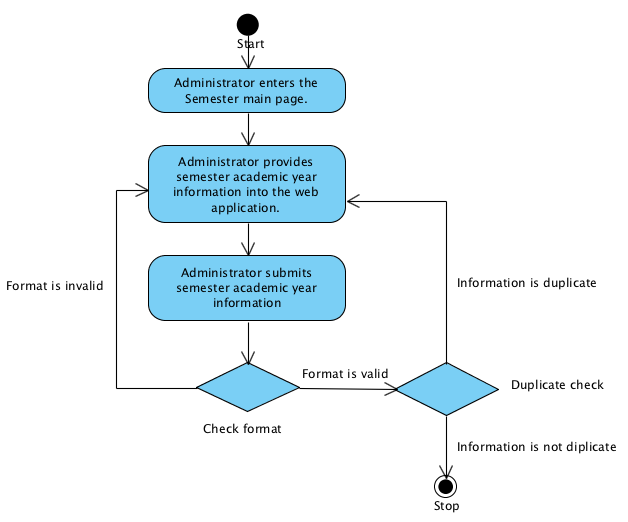 Start
Administrator enters the
Semester main page.
Administrator provides
semester academic year
information into the web
application.
Administrator submits
semester academic year
information
Format is invalid
Information is duplicate
Format is valid
Duplicate check
Check format
Information is not diplicate
Stop